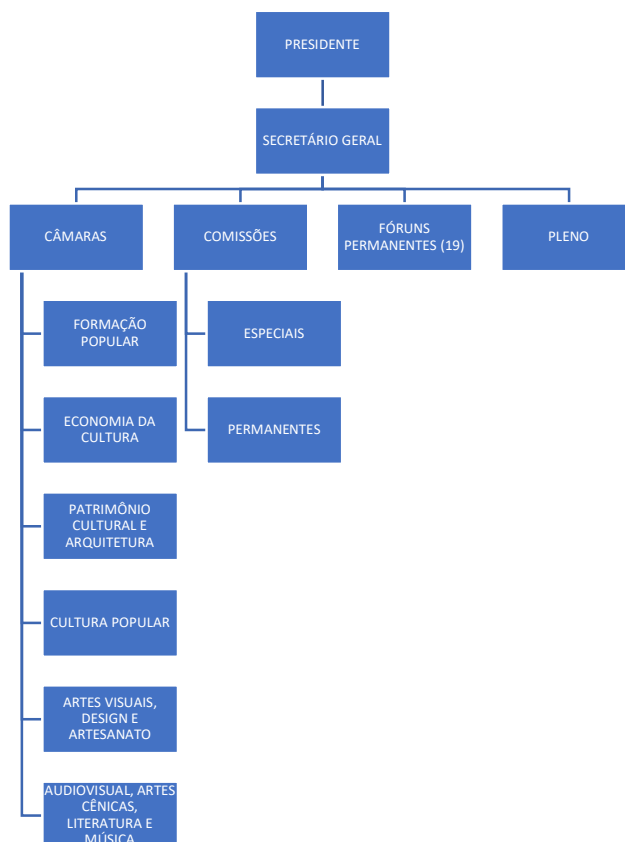 PRESIDENTE
SECRETÁRIO GERAL
CÂMARAS
COMISSÕES
FÓRUNS
PERMANENTES (19)
PLENO
FORMAÇÃO
POPULAR
ECONOMIA DA
CULTURA
PATRIMÔNIO
CULTURAL E
ARQUITETURA
CULTURA POPULAR
ARTES VISUAIS,
DESIGN E
ARTESANATO
AUDIOVISUAL, ARTES
CÊNICAS,
LITERATURA E
MÚSICA
ESPECIAIS
PERMANENTES